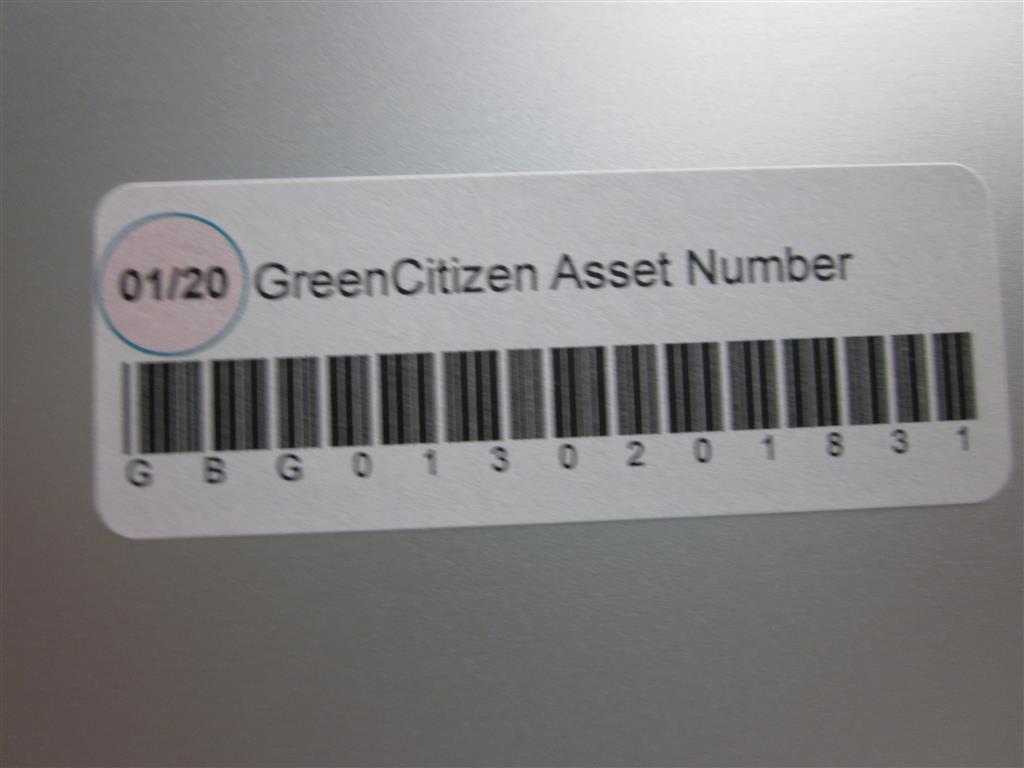 01/20 GreenCitizen Asset Number
G B G 0 1 3 0 2 0 1 8 3 1